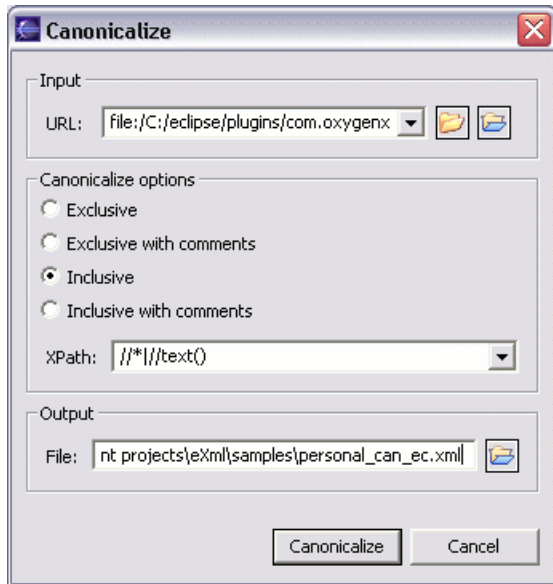 Canonicalize
Input
URL: file:/C:/eclipse/plugins/com.oxygenx
Canonicalize options
Exclusive
Exclusive with comments
Inclusive
Inclusive with comments
XPath: //*|//text()
Output
File: nt projects\eXml\samples\personal_can_ec.xml
Canonicalize Cancel